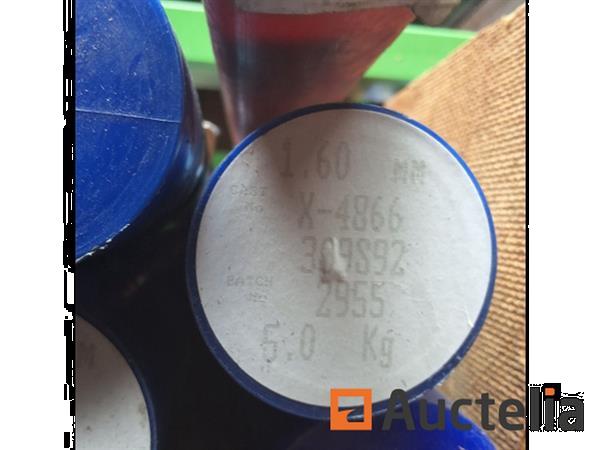 1.60 MM
CAST No X-4866
309S92
BATCH No 2955
5.0 Kg
M
Auctelia